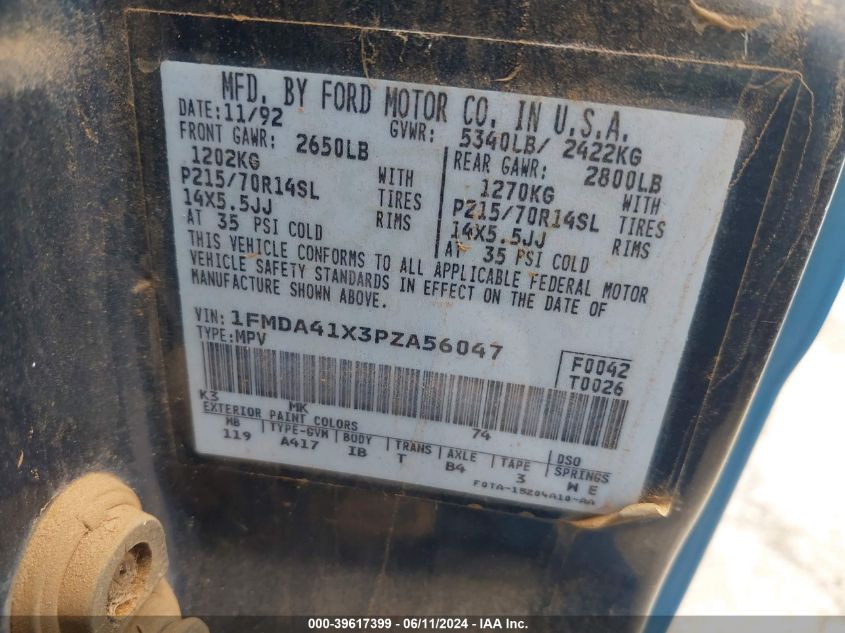 MFD. BY FORD MOTOR CO. IN U.S.A.
DATE: 11/92 GVWR: 5340LB/ 2422KG
FRONT GAWR: 2650LB REAR GAWR: 2800LB
1202KG WITH 1270KG WITH
P215/70R14SL TIRES P215/70R14SL TIRES
14X5.5JJ RIMS 14X5.5JJ RIMS
AT 35 PSI COLD AT 35 PSI COLD
THIS VEHICLE CONFORMS TO ALL APPLICABLE FEDERAL MOTOR
VEHICLE SAFETY STANDARDS IN EFFECT ON THE DATE OF
MANUFACTURE SHOWN ABOVE.
VIN: 1FMDA41X3PZA56047
TYPE: MPV
F0042
T0026
K3 MK 74
EXTERIOR PAINT COLORS DSO
WB TYPE-GVM BODY TRANS AXLE TAPE SPRINGS
119 A417 IB T B4 3 W E
FOTA-15204A10-AA
000-39617399 - 06/11/2024 - IAA Inc.